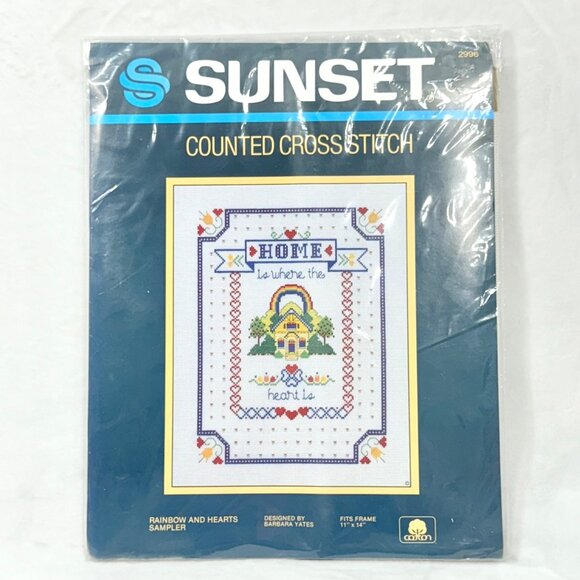 2996
SUNSET
COUNTED CROSS STITCH
HOME
is where the
heart is
RAINBOW AND HEARTS
SAMPLER
DESIGNED BY
BARBARA YATES
FITS FRAME
11" x 14"
caron